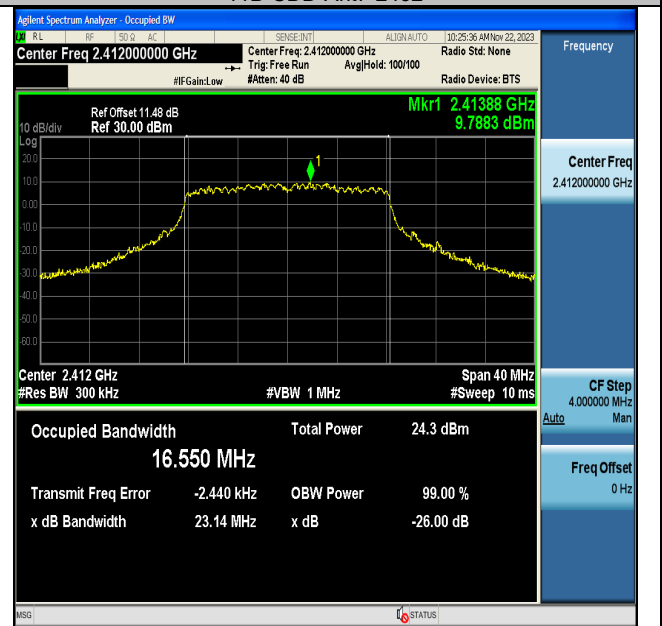 Agilent Spectrum Analyzer - Occupied BW
LXI RL RF 50 Ω AC SENSE:INT ALIGN AUTO 10:25:36 AM Nov 22, 2023
Center Freq 2.412000000 GHz
Center Freq: 2.412000000 GHz
Radio Std: None
Trig: Free Run Avg|Hold: 100/100
#IFGain:Low #Atten: 40 dB Radio Device: BTS
Frequency
Ref Offset 11.48 dB
Mkr1 2.41388 GHz
10 dB/div Ref 30.00 dBm 9.7883 dBm
Log
20.0
10.0
0.00
-10.0
-20.0
-30.0
-40.0
-50.0
-60.0
1
Center 2.412 GHz Span 40 MHz
#Res BW 300 kHz #VBW 1 MHz #Sweep 10 ms
Occupied Bandwidth Total Power 24.3 dBm
16.550 MHz
Transmit Freq Error -2.440 kHz OBW Power 99.00 %
x dB Bandwidth 23.14 MHz x dB -26.00 dB
Center Freq
2.412000000 GHz
CF Step
4.000000 MHz
Auto Man
Freq Offset
0 Hz
MSG STATUS